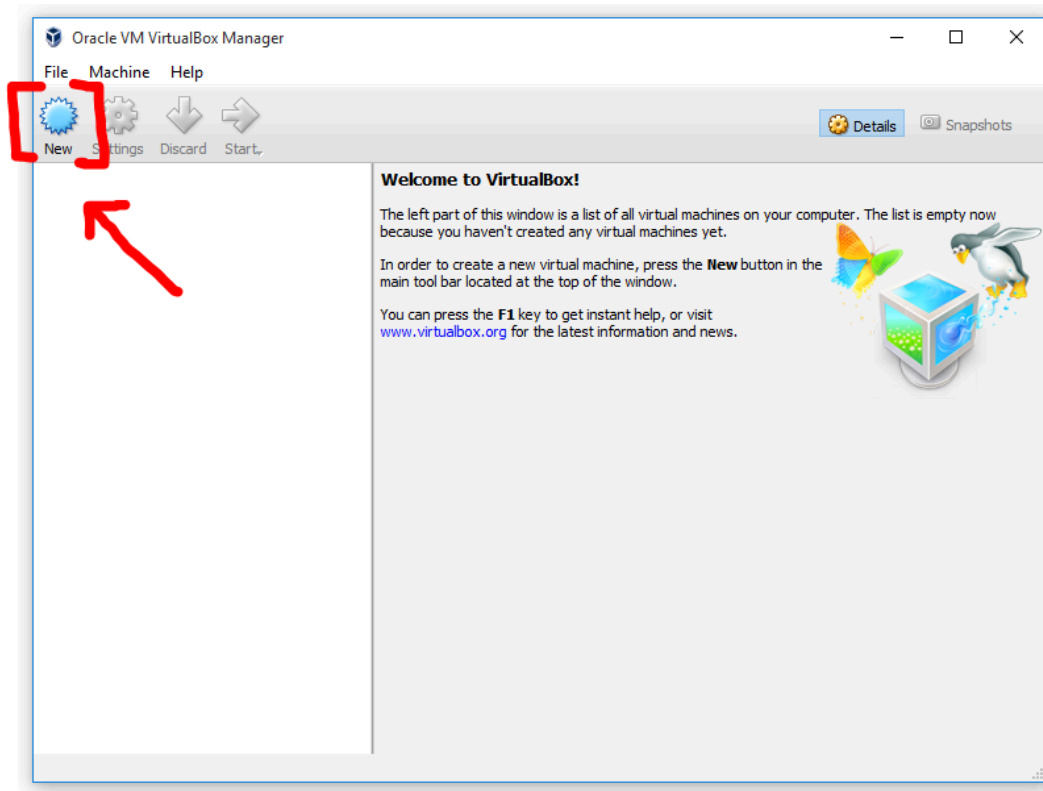 Oracle VM VirtualBox Manager
File Machine Help
New Settings Discard Start
Details Snapshots
Welcome to VirtualBox!
The left part of this window is a list of all virtual machines on your computer. The list is empty now
because you haven't created any virtual machines yet.
In order to create a new virtual machine, press the New button in the
main tool bar located at the top of the window.
You can press the F1 key to get instant help, or visit
www.virtualbox.org for the latest information and news.